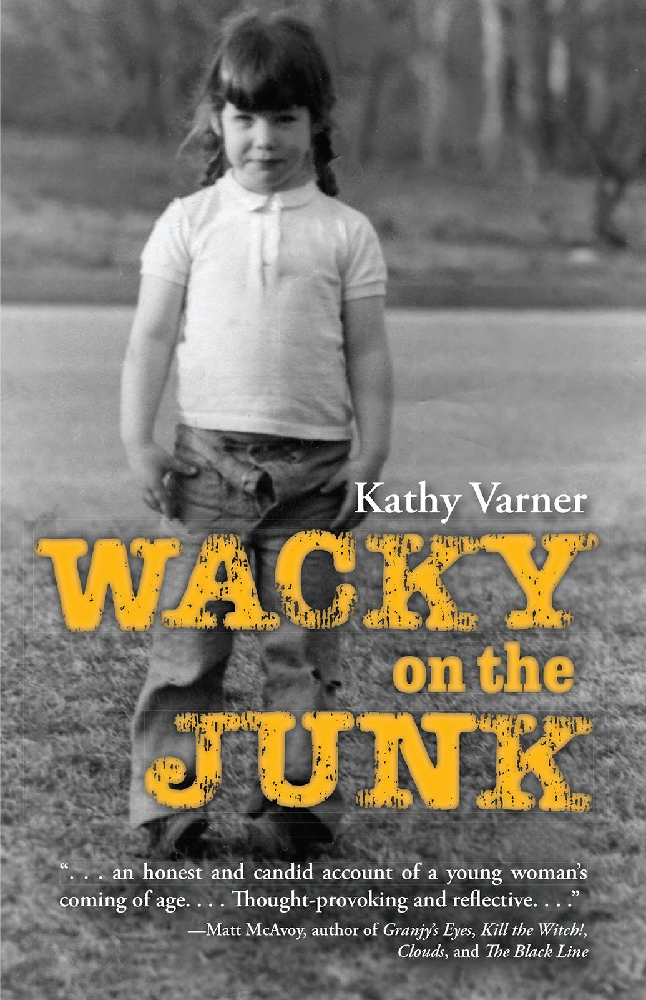 Kathy Varner
WACKY
on the
JUNK
“. . . an honest and candid account of a young woman’s
coming of age. . . . Thought-provoking and reflective. . . .”
—Matt McAvoy, author of Granjy’s Eyes, Kill the Witch!,
Clouds, and The Black Line